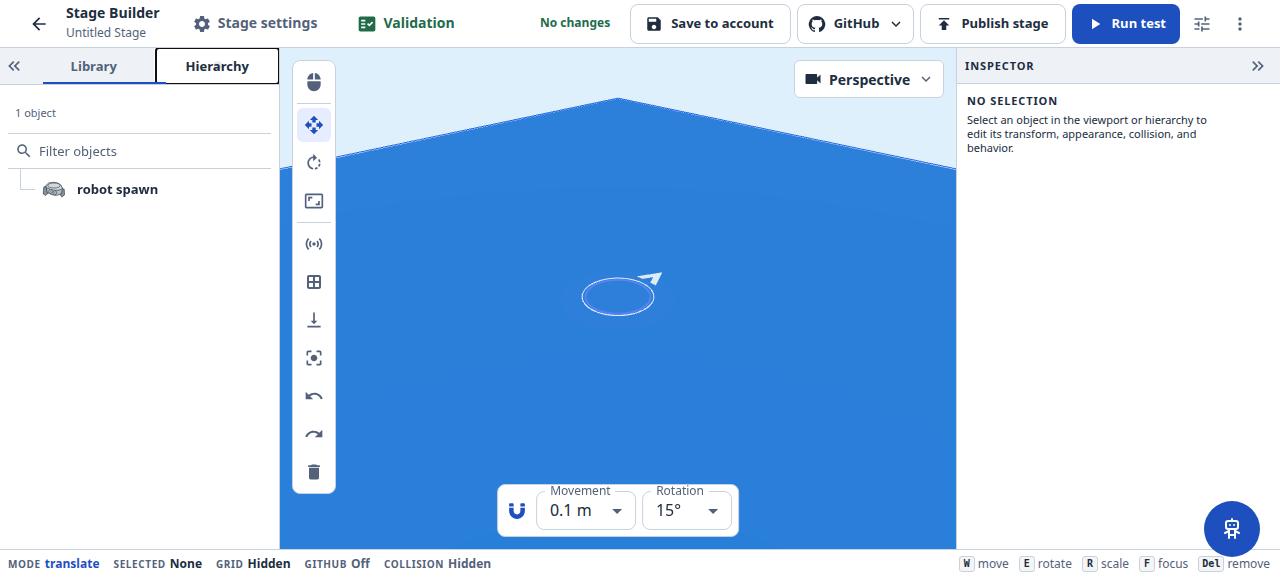 Stage Builder
Untitled Stage
Stage settings
Validation
No changes
Save to account
GitHub
Publish stage
Run test
Library
Hierarchy
1 object
Filter objects
robot spawn
Perspective
Movement
0.1 m
Rotation
15°
INSPECTOR
NO SELECTION
Select an object in the viewport or hierarchy to
edit its transform, appearance, collision, and
behavior.
MODE translate SELECTED None GRID Hidden GITHUB Off COLLISION Hidden W move E rotate R scale F focus Del remove